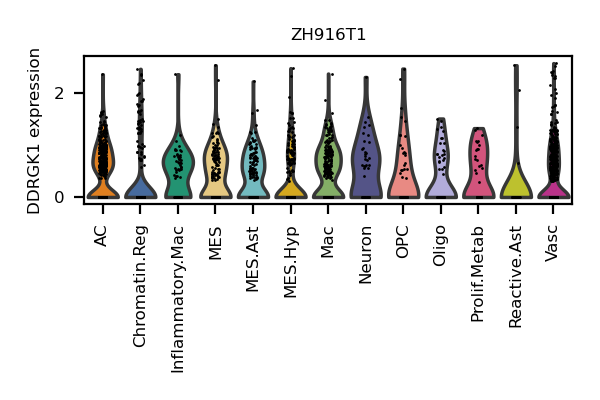 ZH916T1
DDRGK1 expression
2
0
AC
Chromatin.Reg
Inflammatory.Mac
MES
MES.Ast
MES.Hyp
Mac
Neuron
OPC
Oligo
Prolif.Metab
Reactive.Ast
Vasc